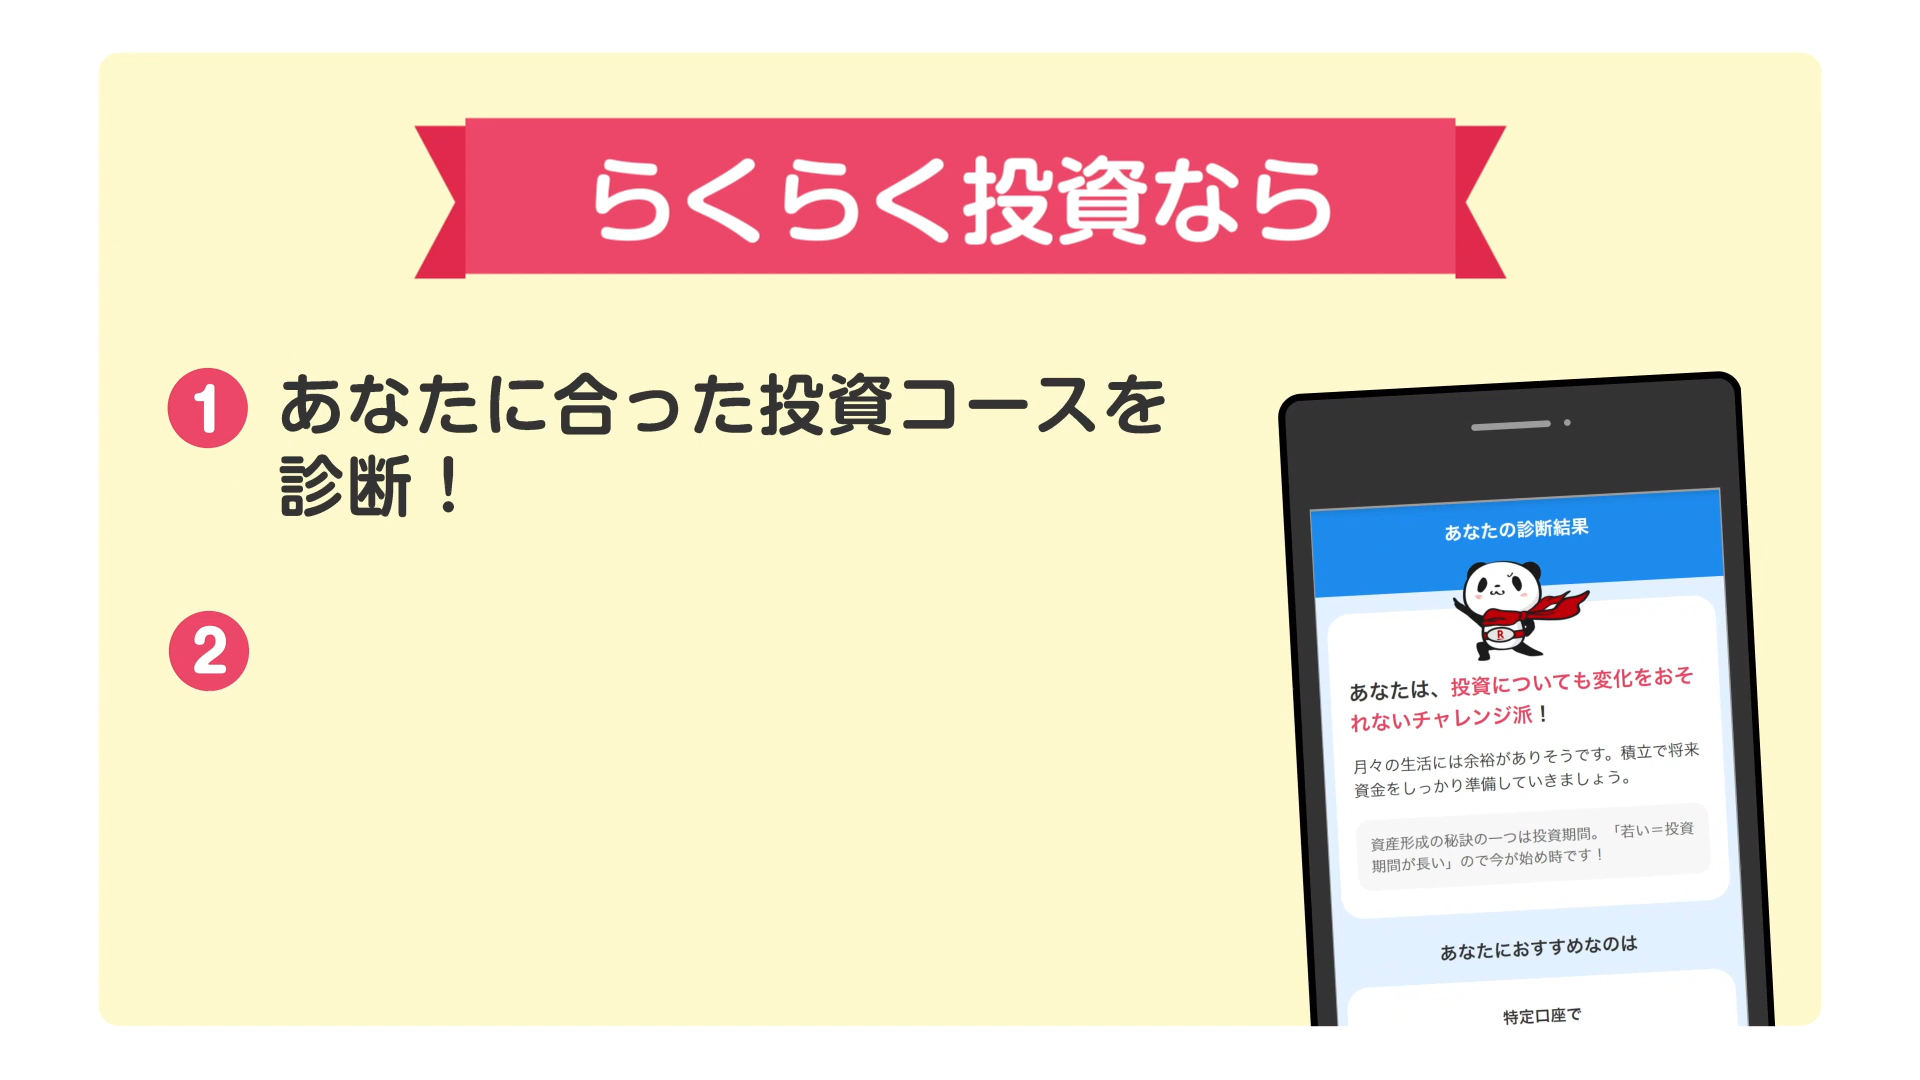 らくらく投資なら
1 あなたに合った投資コースを
診断！
2
あなたの診断結果
R
あなたは、投資についても変化をおそ
れないチャレンジ派！
月々の生活には余裕がありそうです。積立で将来
資金をしっかり準備していきましょう。
資産形成の秘訣の一つは投資期間。「若い＝投資
期間が長い」ので今が始め時です！
あなたにおすすめなのは
特定口座で